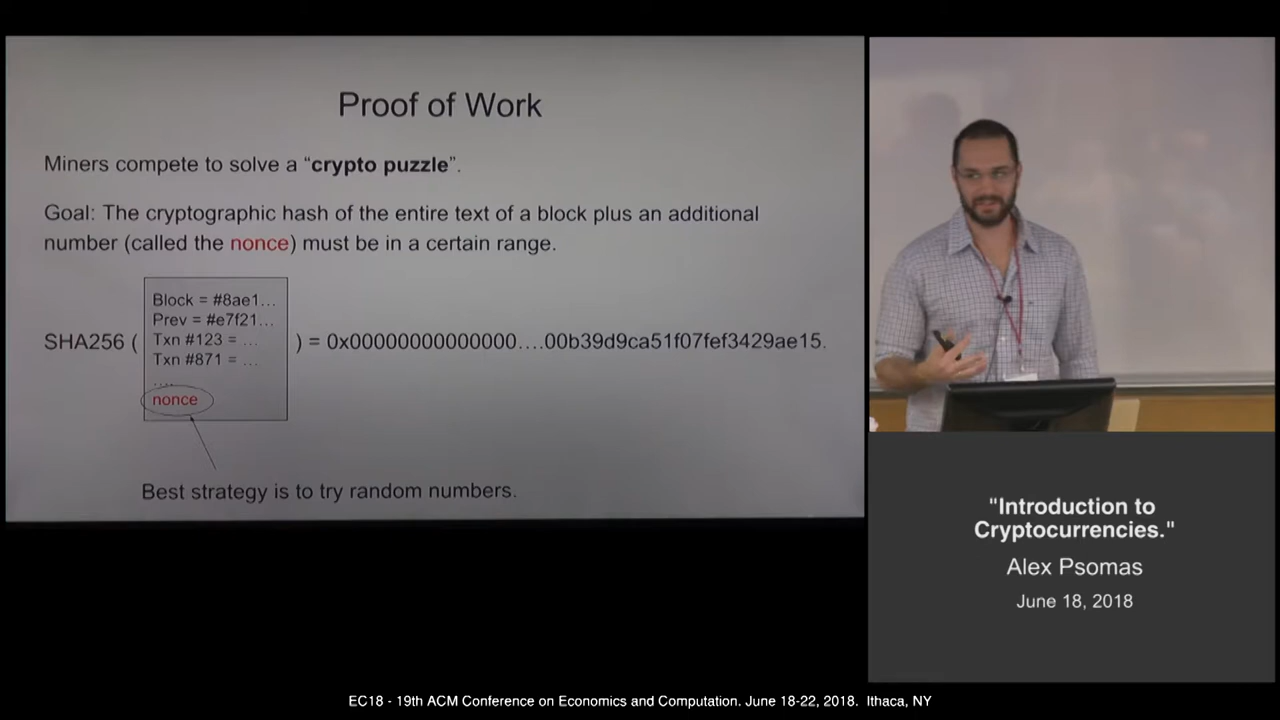 Proof of Work
Miners compete to solve a “crypto puzzle”.
Goal: The cryptographic hash of the entire text of a block plus an additional
number (called the nonce) must be in a certain range.
Block = #8ae1…
Prev = #e7f21…
Txn #123 = …
SHA256 ( ) = 0x00000000000000….00b39d9ca51f07fef3429ae15.
Txn #871 = …
….
nonce
Best strategy is to try random numbers.
"Introduction to
Cryptocurrencies."
Alex Psomas
June 18, 2018
EC18 - 19th ACM Conference on Economics and Computation. June 18-22, 2018. Ithaca, NY